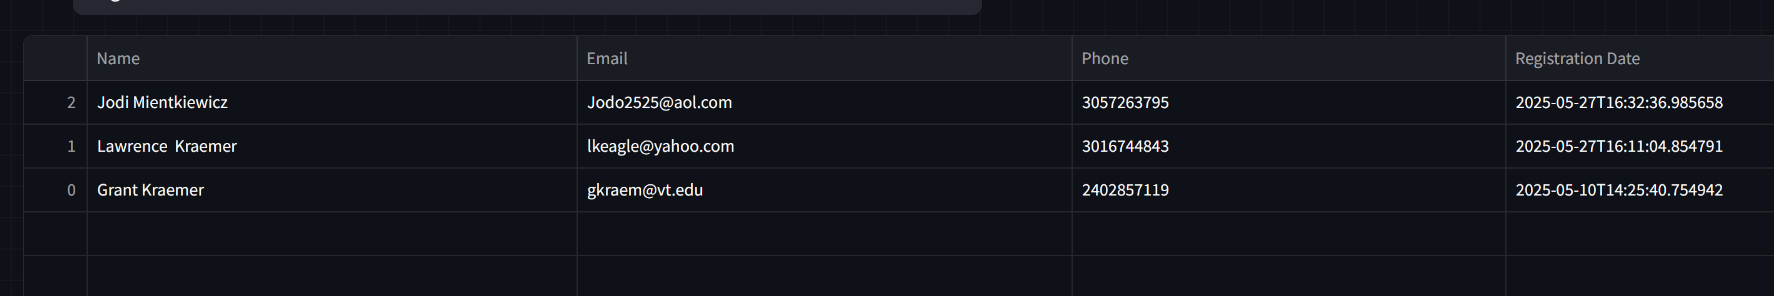 Name Email Phone Registration Date
2 Jodi Mientkiewicz Jodo2525@aol.com 3057263795 2025-05-27T16:32:36.985658
1 Lawrence  Kraemer lkeagle@yahoo.com 3016744843 2025-05-27T16:11:04.854791
0 Grant Kraemer gkraem@vt.edu 2402857119 2025-05-10T14:25:40.754942